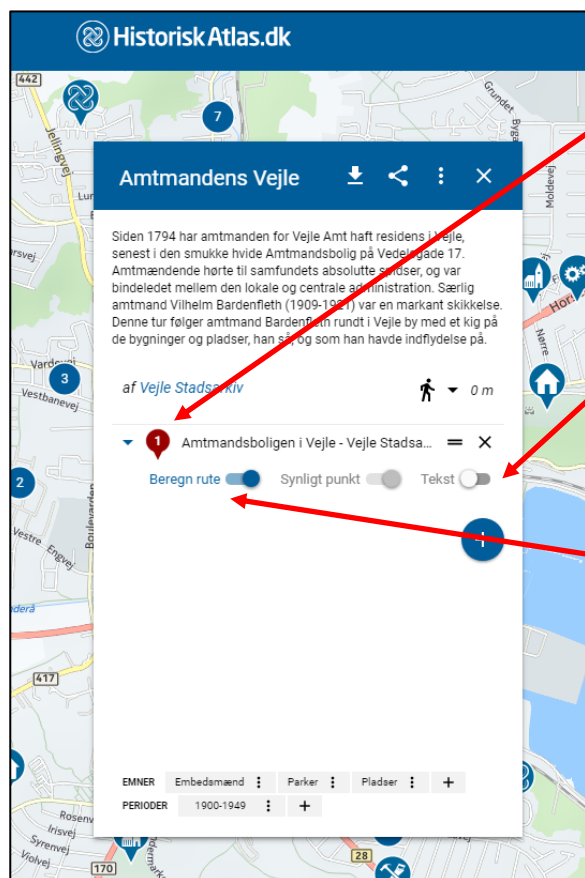 HistoriskAtlas.dk
442
Jellingvej
7
Grundet
Moldevej
Amtmandens Vejle
Siden 1794 har amtmanden for Vejle Amt haft residens i Vejle,
senest i den smukke hvide Amtmandsbolig på Vedelsgade 17.
Amtmændende hørte til samfundets absolutte spidser, og var
bindeledet mellem den lokale og centrale administration. Særlig
amtmand Vilhelm Bardenfleth (1909-1921) var en markant skikkelse.
Denne tur følger amtmand Bardenfleth rundt i Vejle by med et kig på
de bygninger og pladser, han så, og som han havde indflydelse på.
Nørre
3
Vestbanevej
af Vejle Stadsarkiv
0 m
1
Amtmandsboligen i Vejle - Vejle Stadsa...
Beregn rute
Synligt punkt
Tekst
2
Boulevarden
Vestre Engvej
417
EMNER Embedsmænd Parker Pladser +
PERIODER 1900-1949 +
Irisvej
Syrenvej
Violvej
170
28